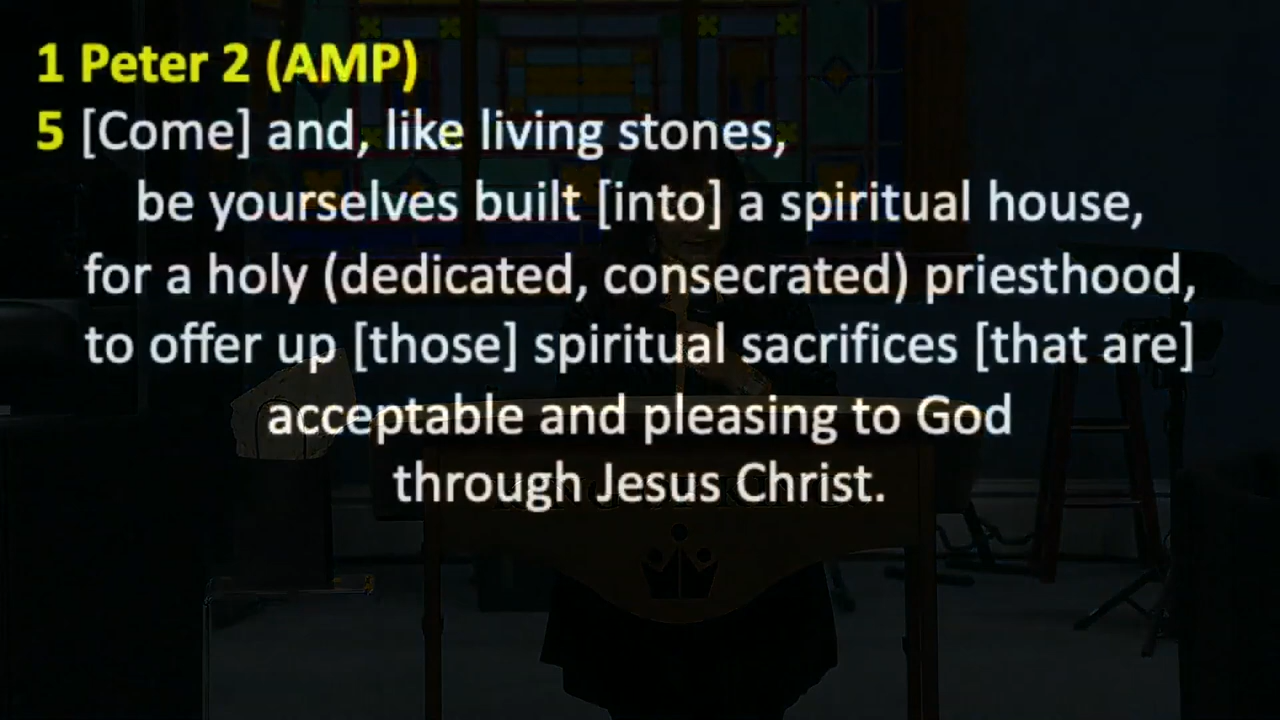 1 Peter 2 (AMP)
5 [Come] and, like living stones,
be yourselves built [into] a spiritual house,
for a holy (dedicated, consecrated) priesthood,
to offer up [those] spiritual sacrifices [that are]
acceptable and pleasing to God
through Jesus Christ.